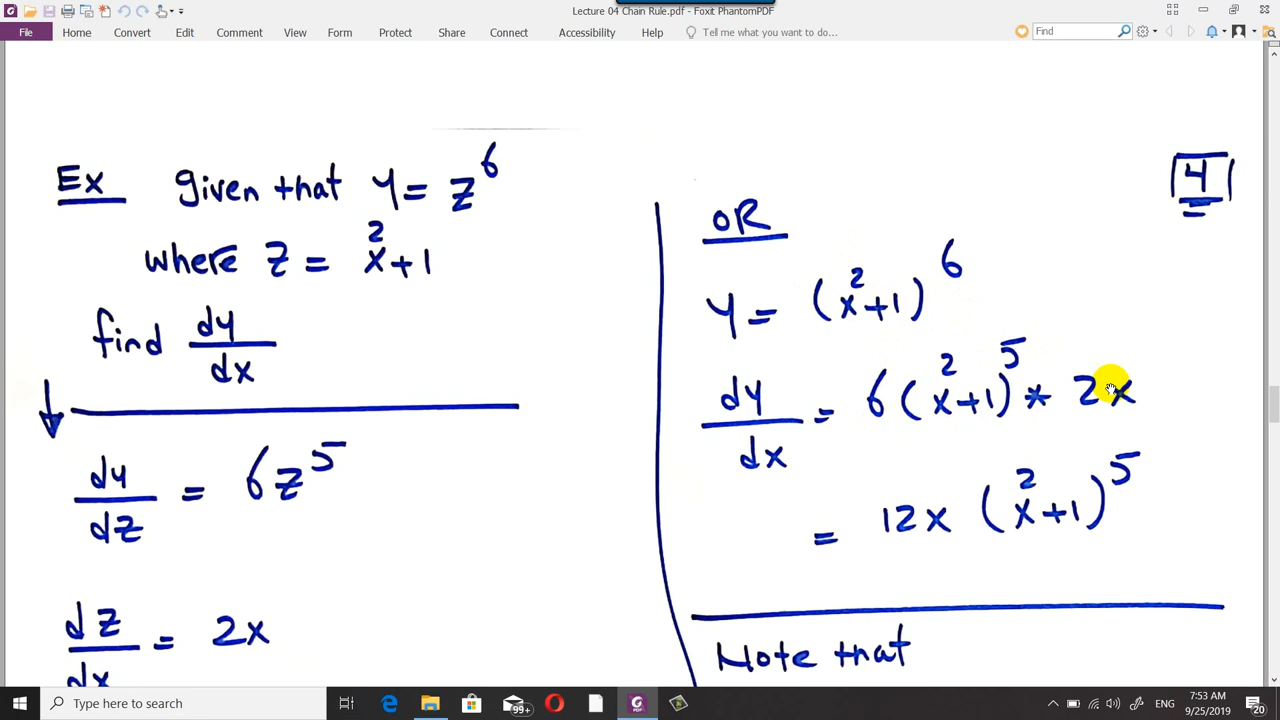 Lecture 04 Chain Rule.pdf - Foxit PhantomPDF
File Home Convert Edit Comment View Form Protect Share Connect Accessibility Help Tell me what you want to do... Find
Ex given that y = z^6
where z = x^2+1
find dy/dx
dy/dz = 6z^5
dz/dx = 2x
4
OR
y = (x^2+1)^6
dy/dx = 6(x^2+1)^5 * 2x
= 12x (x^2+1)^5
Note that
Type here to search
99+
ENG
7:53 AM
9/25/2019
20